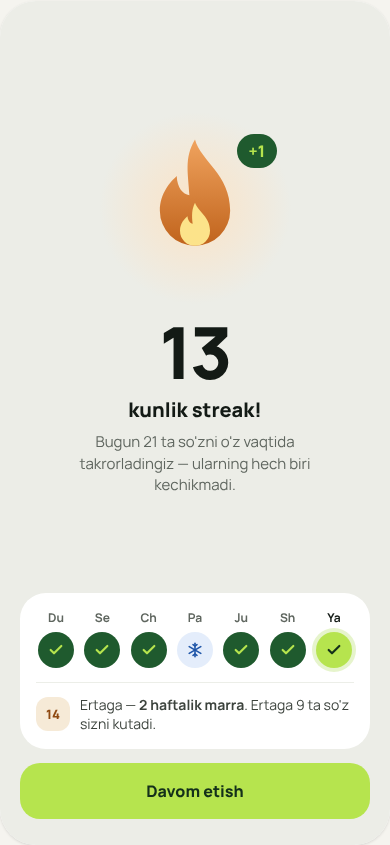 +1
13
kunlik streak!
Bugun 21 ta so'zni o'z vaqtida
takrorladingiz — ularning hech biri
kechikmadi.
Du Se Ch Pa Ju Sh Ya
14
Ertaga — 2 haftalik marra. Ertaga 9 ta so'z
sizni kutadi.
Davom etish